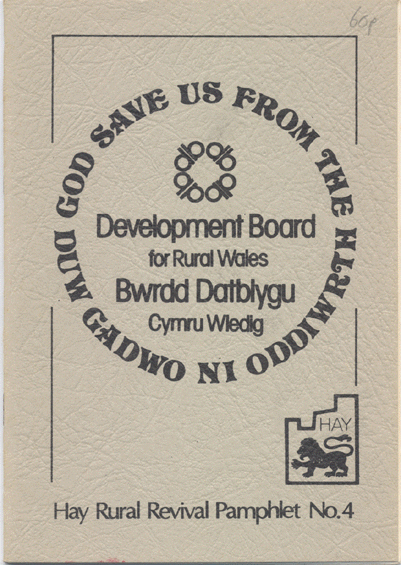 60p
GOD SAVE US FROM THE
Development Board
for Rural Wales
Bwrdd Datblygu
Cymru Wledig
DUW GADWO NI ODDIWRTH
HAY
Hay Rural Revival Pamphlet No.4